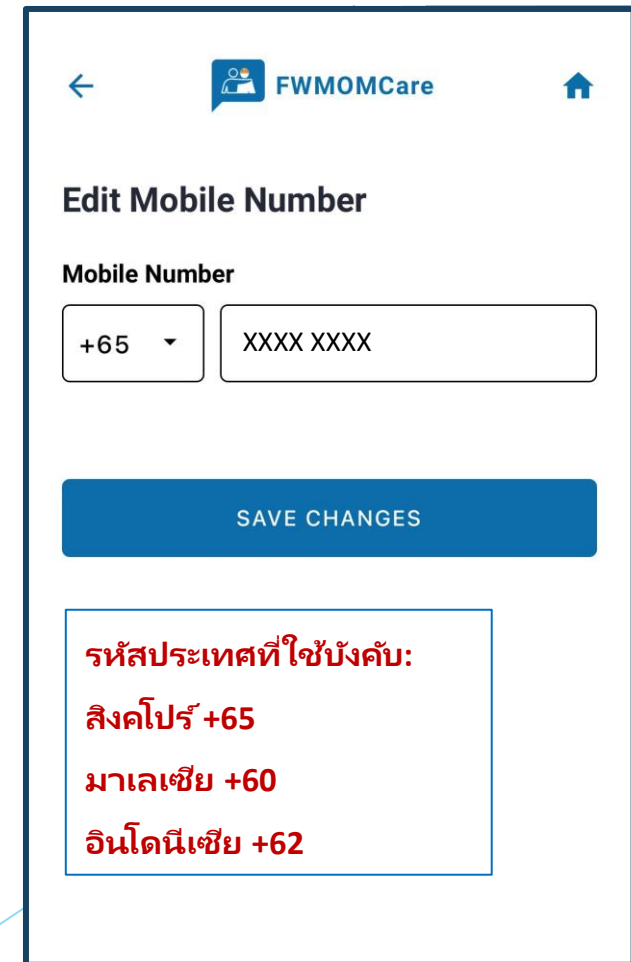 FWMOMCare
Edit Mobile Number
Mobile Number
+65 XXXX XXXX
SAVE CHANGES
รหัสประเทศที่ใช้บังคับ:
สิงคโปร์ +65
มาเลเซีย +60
อินโดนีเซีย +62